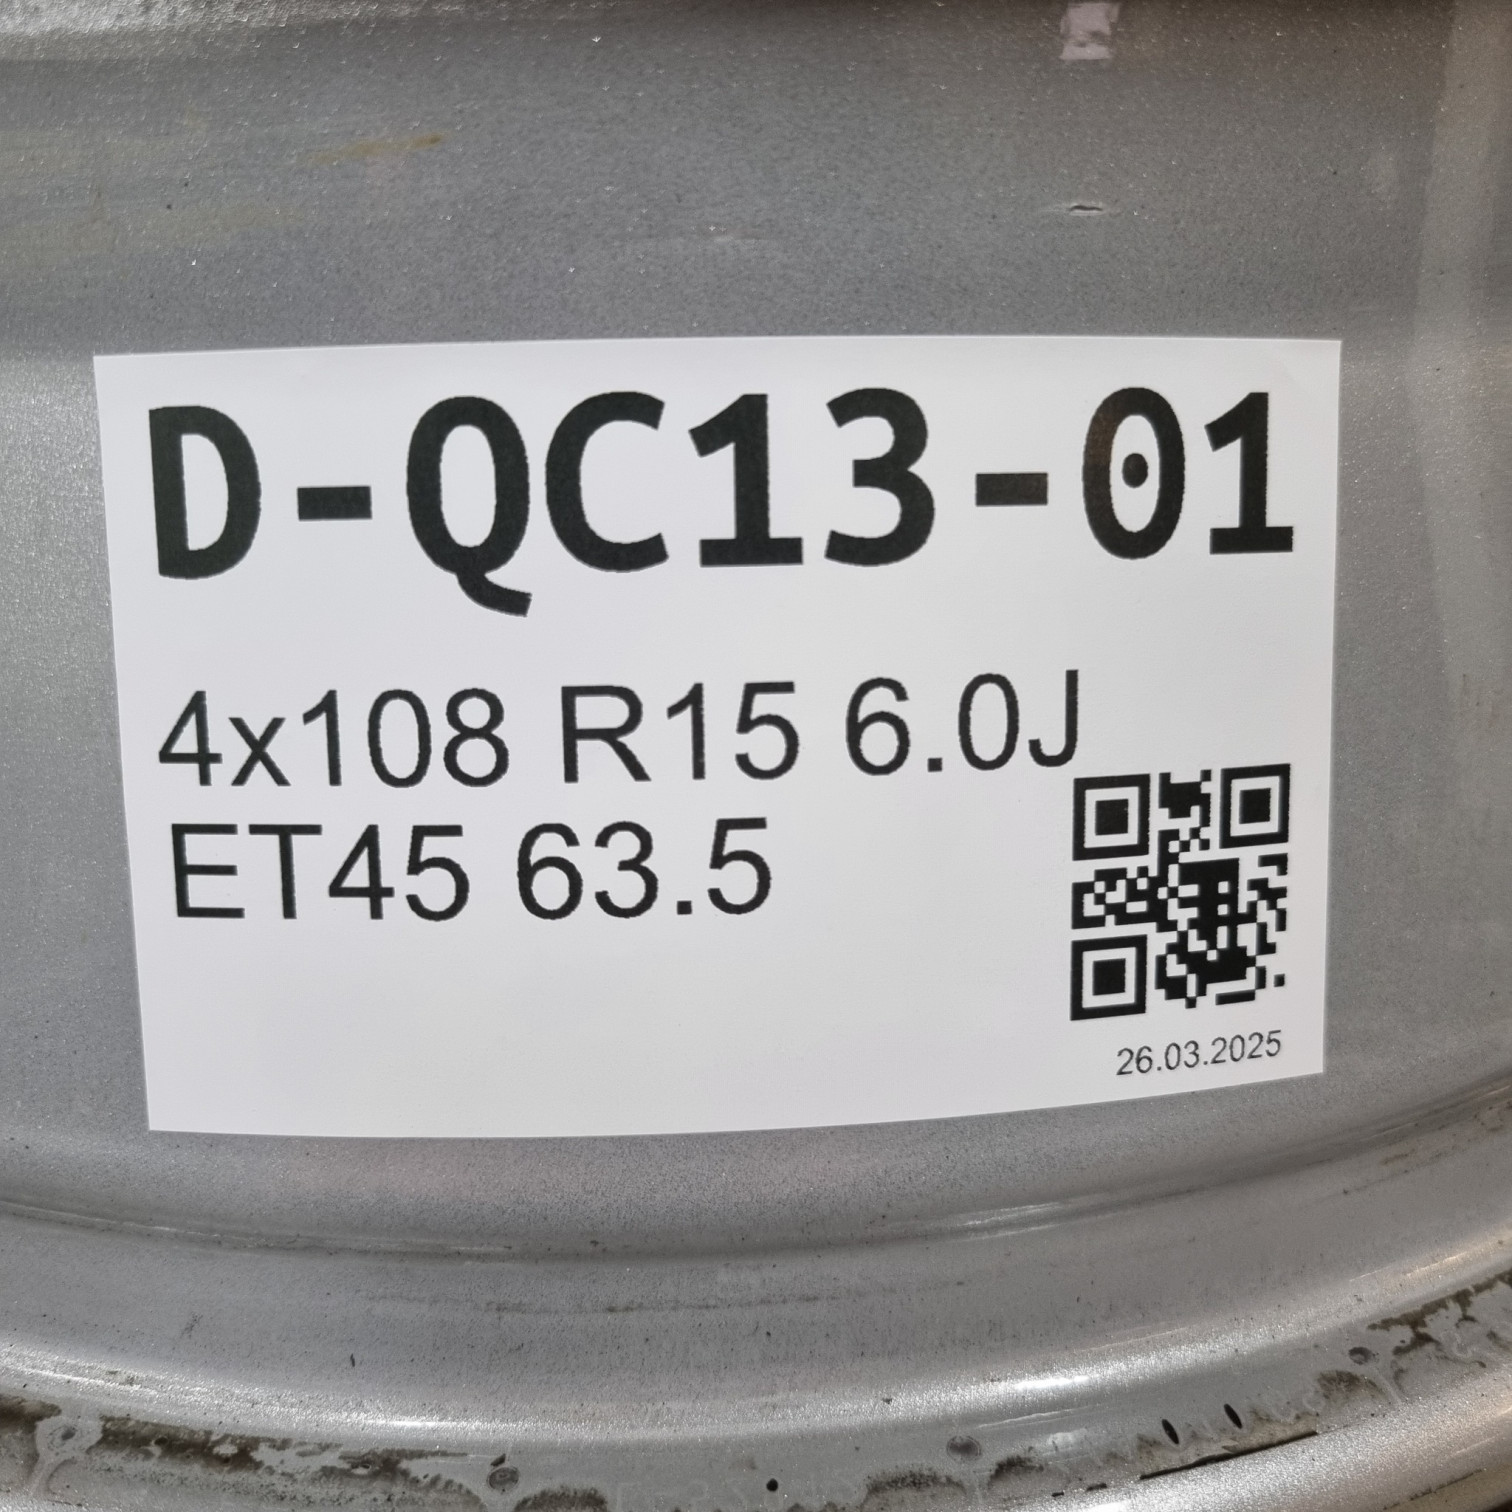 D-QC13-01
4x108 R15 6.0J
ET45 63.5
26.03.2025